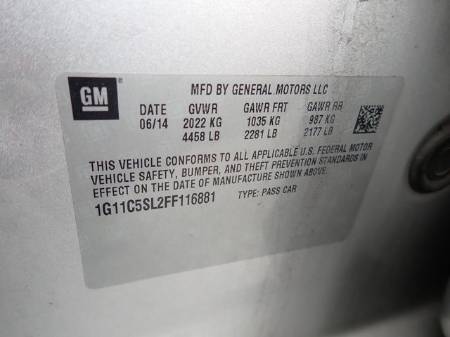 GM
MFD BY GENERAL MOTORS LLC
DATE GVWR GAWR FRT GAWR RR
06/14 2022 KG 1035 KG 987 KG
4458 LB 2281 LB 2177 LB
THIS VEHICLE CONFORMS TO ALL APPLICABLE U.S. FEDERAL MOTOR
VEHICLE SAFETY, BUMPER, AND THEFT PREVENTION STANDARDS IN
EFFECT ON THE DATE OF MANUFACTURE SHOWN ABOVE.
1G11C5SL2FF116881 TYPE: PASS CAR